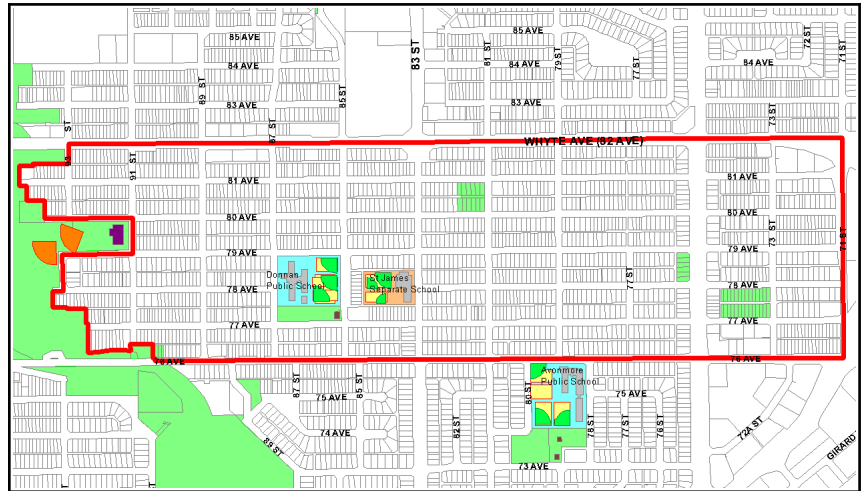 85 AVE
85 AVE
83 ST
81 ST
79 ST
72 ST
71 ST
84 AVE
84 AVE
84 AVE
77 ST
89 ST
85 ST
83 AVE
83 AVE
73 ST
ST
87 ST
WHYTE AVE (82 AVE)
91 ST
81 AVE
81 AVE
80 AVE
80 AVE
73 ST
71 ST
79 AVE
79 AVE
77 ST
Donnan
Public School
St James
Separate School
78 AVE
78 AVE
77 AVE
77 AVE
76 AVE
76 AVE
Avonmore
Public School
87 ST
85 ST
80 ST
75 AVE
75 AVE
82 ST
78 ST
77 ST
76 ST
72A ST
74 AVE
89 ST
GIRARD
73 AVE
ST
ST